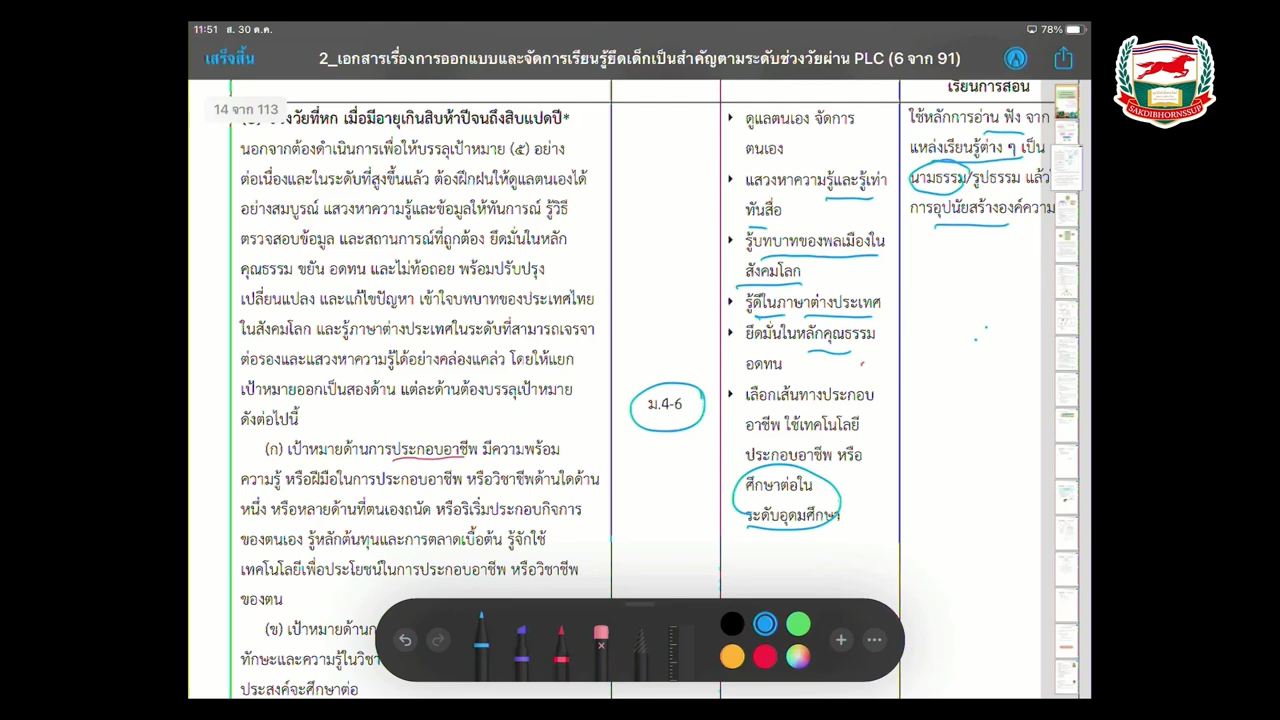 11:51 ส. 30 ต.ค.
78%
เสร็จสิ้น
2_เอกสารเรื่องการออกแบบและจัดการเรียนรู้ยึดเด็กเป็นสำคัญตามระดับช่วงวัยผ่าน PLC (6 จาก 91)
SAKDIBHORNSSUP
14 จาก 113
เรียนการสอน
วัยที่หก เมื่อมีอายุเกินสิบห้าปีจนถึงสิบแปดปี*
นอกจากต้องดำเนินการเพื่อให้บรรลุเป้าหมาย (๕) อย่าง
ต่อเนื่องและในระดับที่สูงขึ้นแล้ว ต้องฝึกฝนให้ดูแลตนเองได้
อย่างสมบูรณ์ แสวงหาความรู้และข้อมูลให้ทันการณ์ รู้วิธี
ตรวจสอบข้อมูล และสถานการณ์ที่ถูกต้อง ยึดมั่นในหลัก
คุณธรรม ขยัน อดทน และไม่ท้อถอย พร้อมปรับปรุง
เปลี่ยนแปลง และแก้ไขปัญหา เข้าใจบทบาทของประเทศไทย
ในสังคมโลก และรู้ภาษาต่างประเทศในระดับที่สามารถเจรจา
ต่อรองและแสวงหาความรู้ได้อย่างคล่องแคล่ว โดยให้แยก
เป้าหมายออกเป็นสองด้าน แต่ละด้านต้องบรรลุเป้าหมาย
ดังต่อไปนี้
(ก) เป้าหมายด้านการประกอบอาชีพ มีความพร้อม
ความรู้ หรือฝีมือในการประกอบอาชีพ หรือวิชาชีพด้านใดด้าน
หนึ่ง หรือหลายด้านที่ตนเองถนัด หรือริเริ่มประกอบกิจการ
ของตนเอง รู้หลักต้นทุนและการตลาดเบื้อต้น รู้จักใช้
เทคโนโลยีเพื่อประโยชน์ในการประกอบอาชีพ หรือวิชาชีพ
ของตน
(ข) เป้าหมายด้าน
ทักษะและความรู้ใน
ประสงค์จะศึกษาต่อ
ม.4-6
ดูแลตนเอง จัดการ
ตนเอง
แสวงหาความรู้และรู้เท่า
ทันสื่อ
รู้บทบาทของพลเมืองใน
สังคมโลก
รู้ดีในภาษาต่างประเทศ
ยึดมั่นในหลักคุณธรรม
อดทน
เลือกเส้นทางประกอบ
อาชีพ ใช้เทคโนโลยี
ประกอบอาชีพ หรือ
ศึกษาต่อใน
ระดับอุดมศึกษา
ใช้หลักการอ่าน ฟัง จาก
แหล่งเรียนรู้ต่าง ๆ เป็น
นามธรรม/รูปธรรม แล้ว
การอุปนัยสร้างองค์ความ